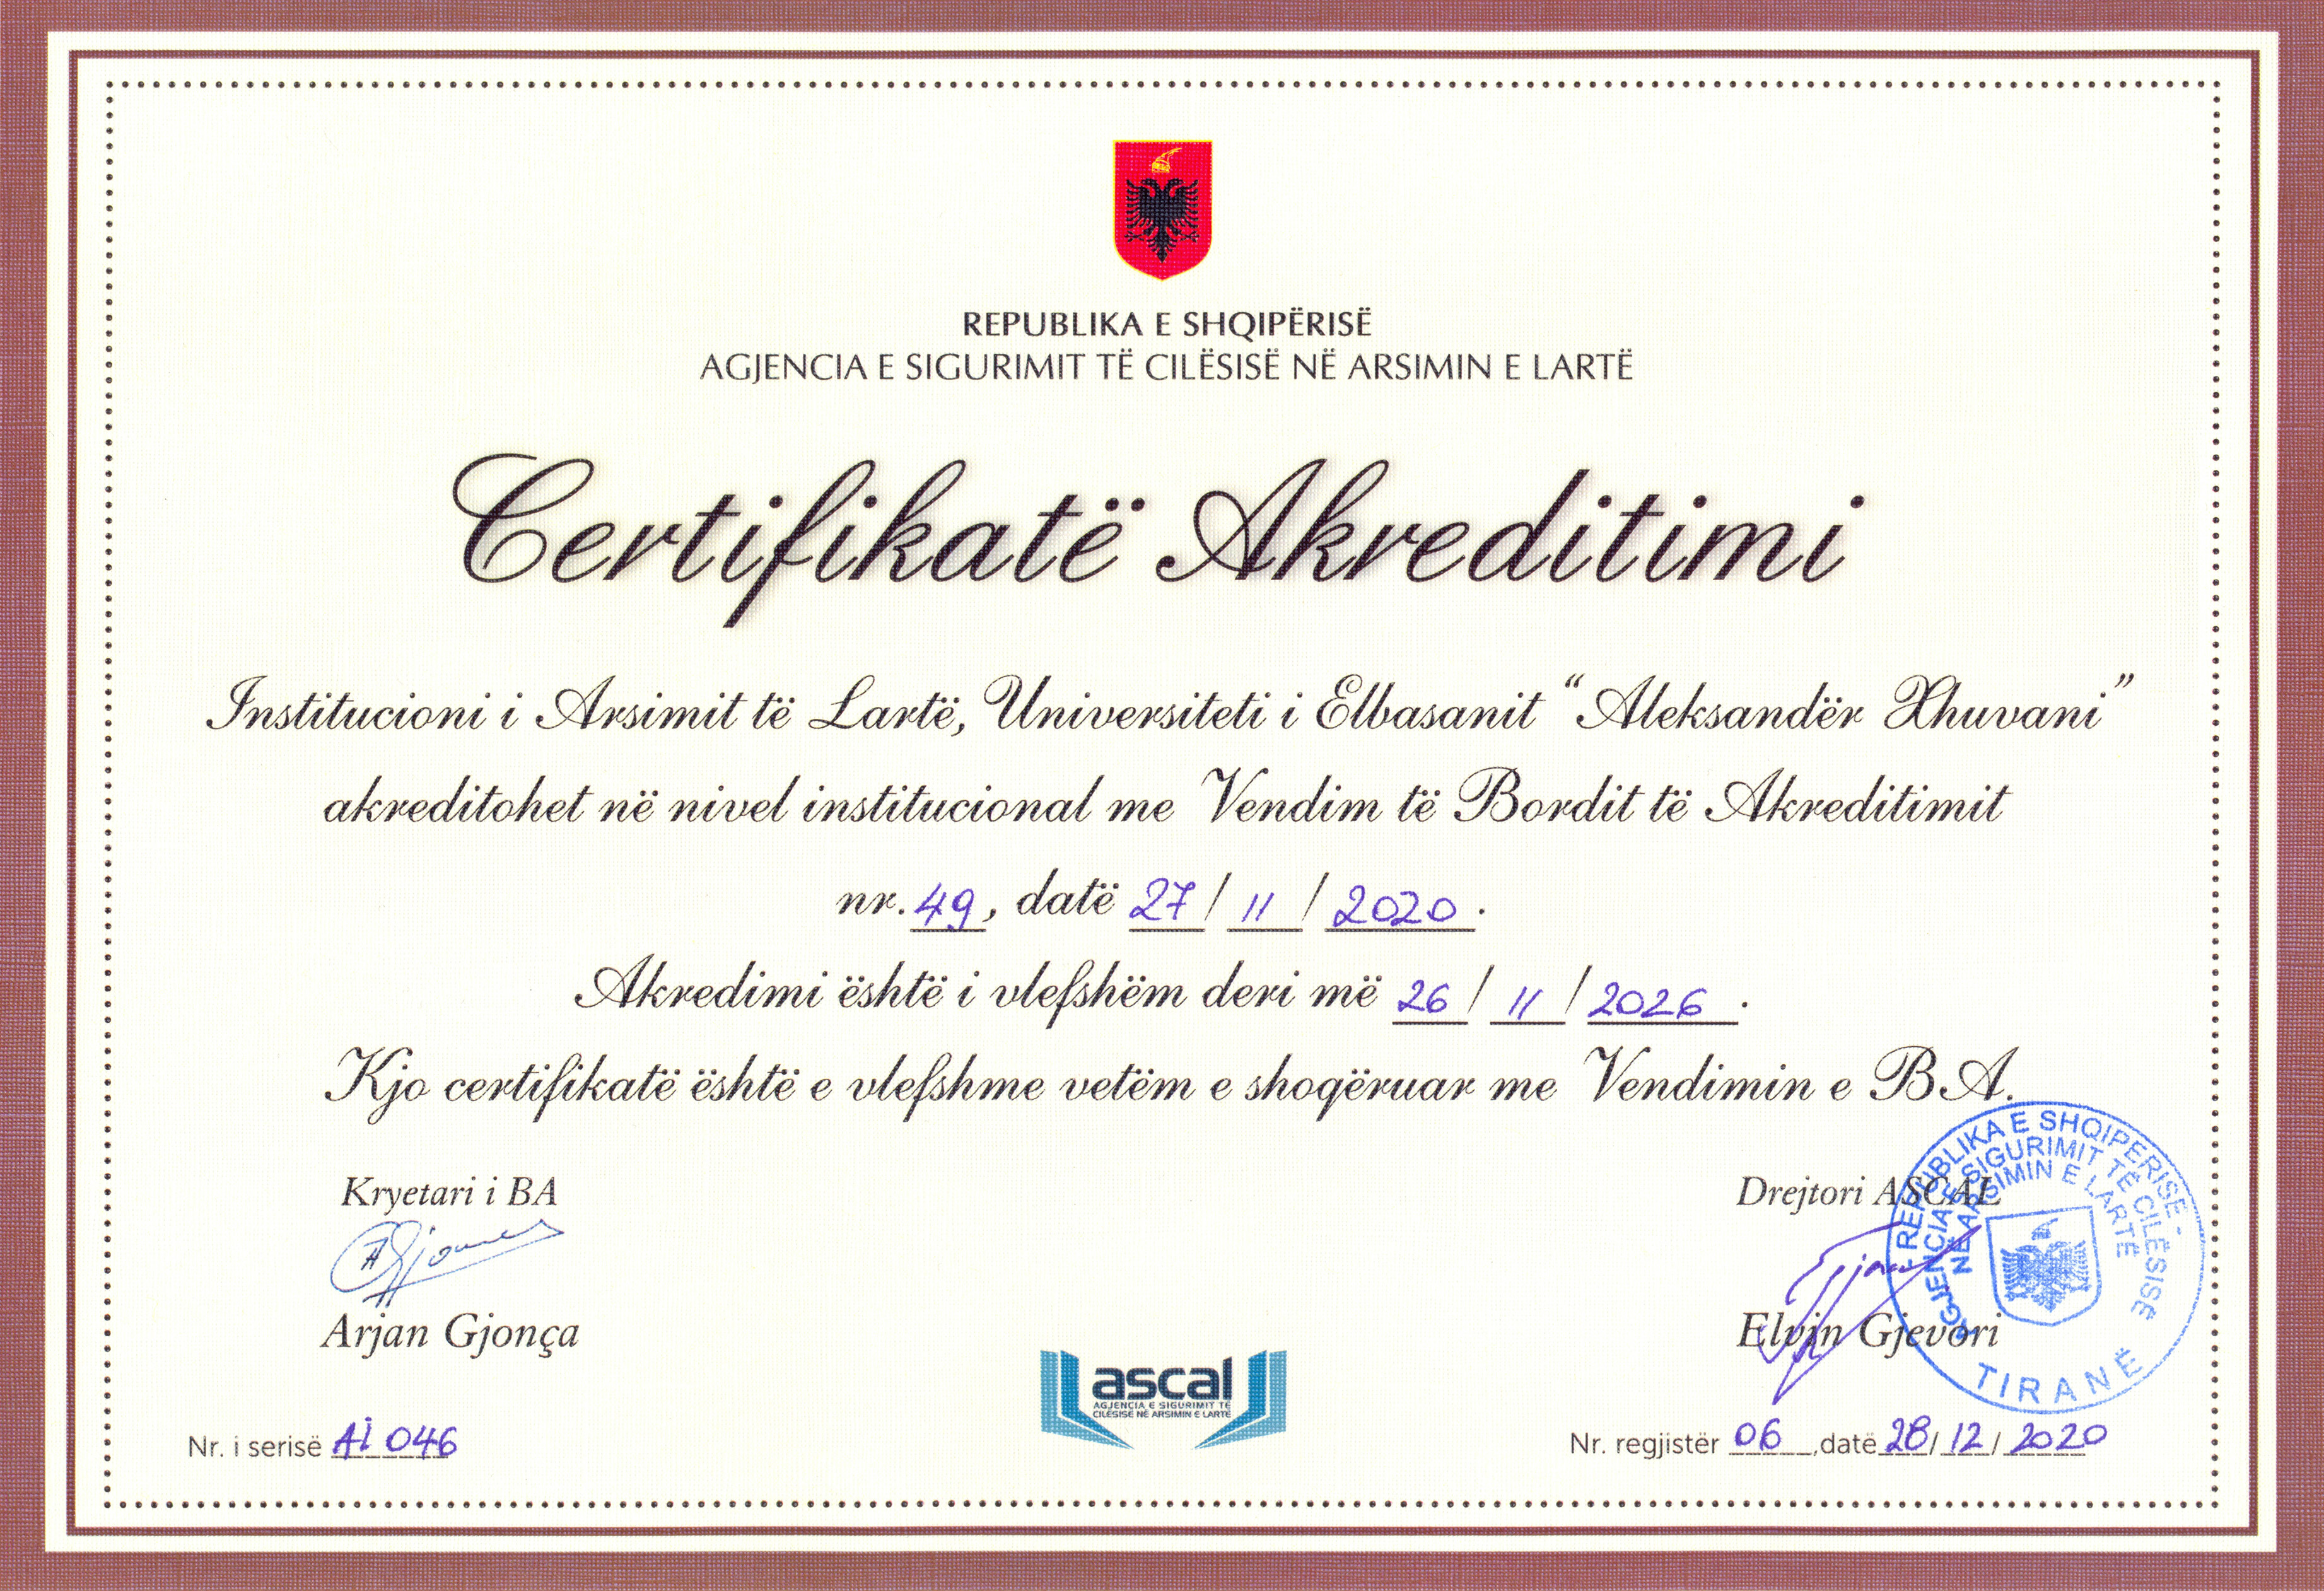 REPUBLIKA E SHQIPËRISË
AGJENCIA E SIGURIMIT TË CILËSISË NË ARSIMIN E LARTË
Certifikatë Akreditimi
Institucioni i Arsimit të Lartë, Universiteti i Elbasanit “Aleksandër Xhuvani”
akreditohet në nivel institucional me Vendim të Bordit të Akreditimit
nr. 49, datë 27/ 11 / 2020 .
Akredimi është i vlefshëm deri më 26 / 11 / 2026 .
Kjo certifikatë është e vlefshme vetëm e shoqëruar me Vendimin e BA.
Kryetari i BA
Arjan Gjonça
Drejtori ASCAL
Elvin Gjevori
- REPUBLIKA E SHQIPERISE -
AGJENCIA E SIGURIMIT TË CILËSISË
NË ARSIMIN E LARTË
TIRANË
ascal
AGJENCIA E SIGURIMIT TË
CILËSISË NË ARSIMIN E LARTË
Nr. i serisë AI 046
Nr. regjistër 06 ,datë 28/ 12 / 2020